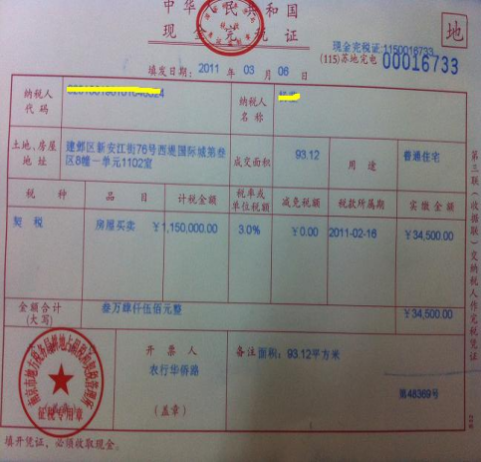 中华人民共和国
现金完税证
地
现金完税证:1150016733
(115)苏地完电 00016733
填发日期: 2011 年 03 月 06 日
纳税人代码
纳税人名称
土地、房屋地址
建邺区新安江街76号西堤国际城第叁区8幢一单元1102室
成交面积
93.12
用途
普通住宅
税种 品目 计税金额 税率或单位税额 减免税额 税款所属期 实缴金额
契税 房屋买卖 ￥1,150,000.00 3.0% ￥0.00 2011-02-16 ￥34,500.00
金额合计(大写) 叁万肆仟伍佰元整 ￥34,500.00
开票人
农行华侨路
(盖章)
备注面积: 93.12平方米
第48369号
征税专用章
填开凭证，必须收取现金。
第三联(收据联)交纳税人作完税凭证